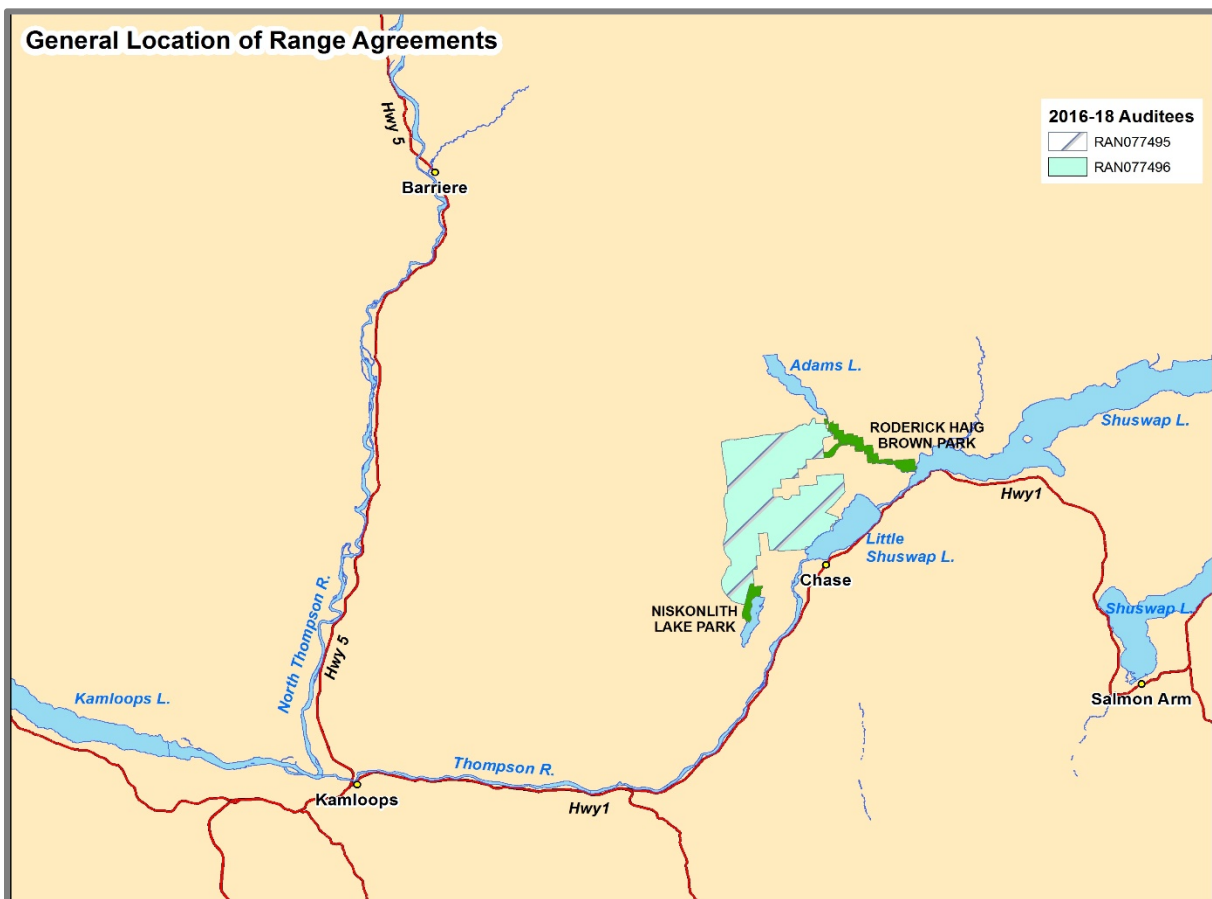 General Location of Range Agreements
2016-18 Auditees
RAN077495
RAN077496
Hwy 5
Barriere
Adams L.
RODERICK HAIG
BROWN PARK
Shuswap L.
Hwy1
Little
Shuswap L.
Chase
NISKONLITH
LAKE PARK
Shuswap L.
Salmon Arm
North Thompson R.
Hwy 5
Kamloops L.
Thompson R.
Kamloops
Hwy1